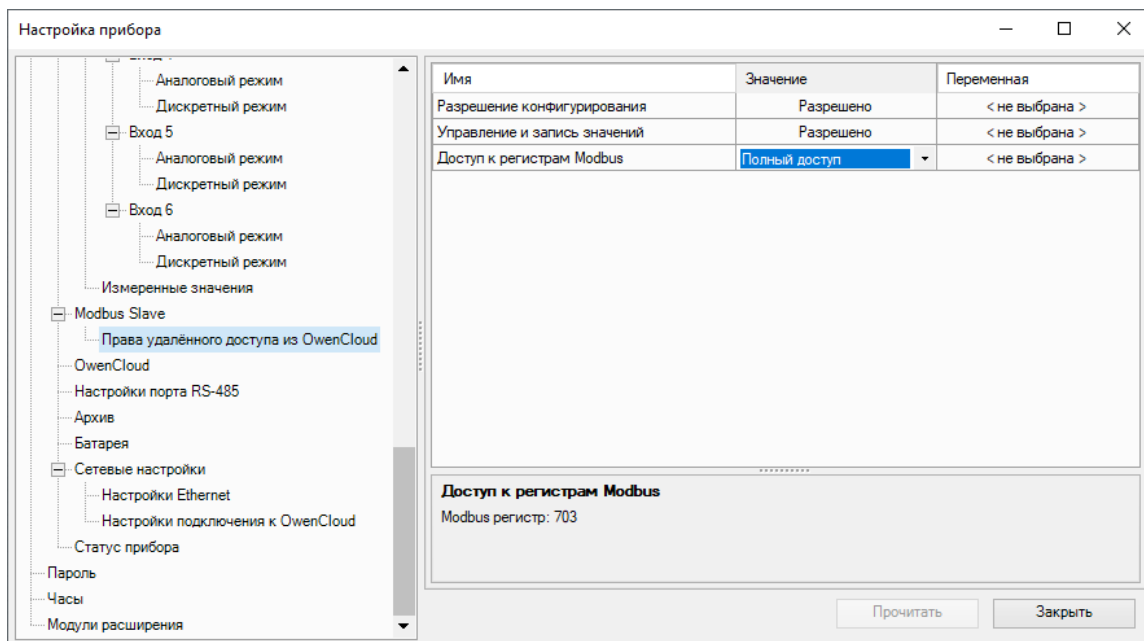 Настройка прибора
Аналоговый режим
Дискретный режим
Вход 5
Аналоговый режим
Дискретный режим
Вход 6
Аналоговый режим
Дискретный режим
Измеренные значения
Modbus Slave
Права удалённого доступа из OwenCloud
OwenCloud
Настройки порта RS-485
Архив
Батарея
Сетевые настройки
Настройки Ethernet
Настройки подключения к OwenCloud
Статус прибора
Пароль
Часы
Модули расширения
Имя Значение Переменная
Разрешение конфигурирования Разрешено < не выбрана >
Управление и запись значений Разрешено < не выбрана >
Доступ к регистрам Modbus Полный доступ < не выбрана >
Доступ к регистрам Modbus
Modbus регистр: 703
Прочитать Закрыть